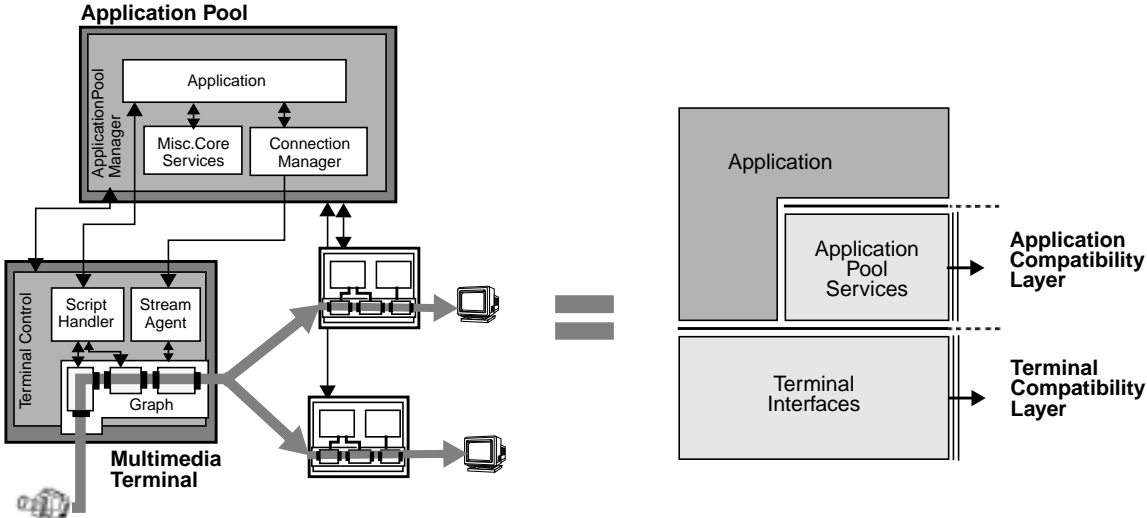 Application Pool
ApplicationPool
Manager
Application
Misc.Core
Services
Connection
Manager
Terminal Control
Script
Handler
Stream
Agent
Graph
Multimedia
Terminal
Application
Application
Pool
Services
Application
Compatibility
Layer
Terminal
Interfaces
Terminal
Compatibility
Layer